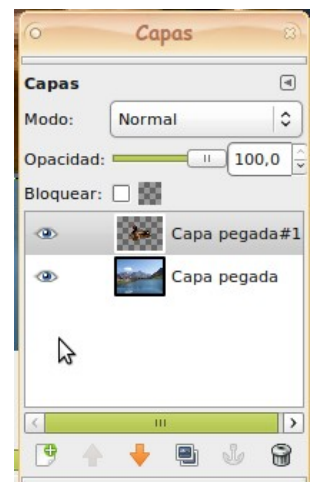 Capas
Capas
Modo: Normal
Opacidad: 100,0
Bloquear:
Capa pegada#1
Capa pegada